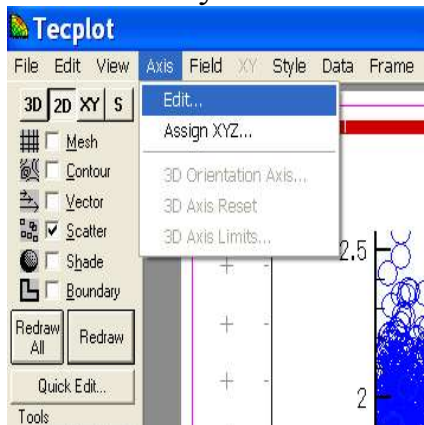 Tecplot
File Edit View Axis Field XY Style Data Frame
3D 2D XY S
Mesh
Contour
Vector
Scatter
Shade
Boundary
Redraw All Redraw
Quick Edit...
Tools
Edit...
Assign XYZ...
3D Orientation Axis...
3D Axis Reset
3D Axis Limits...
2.5
2